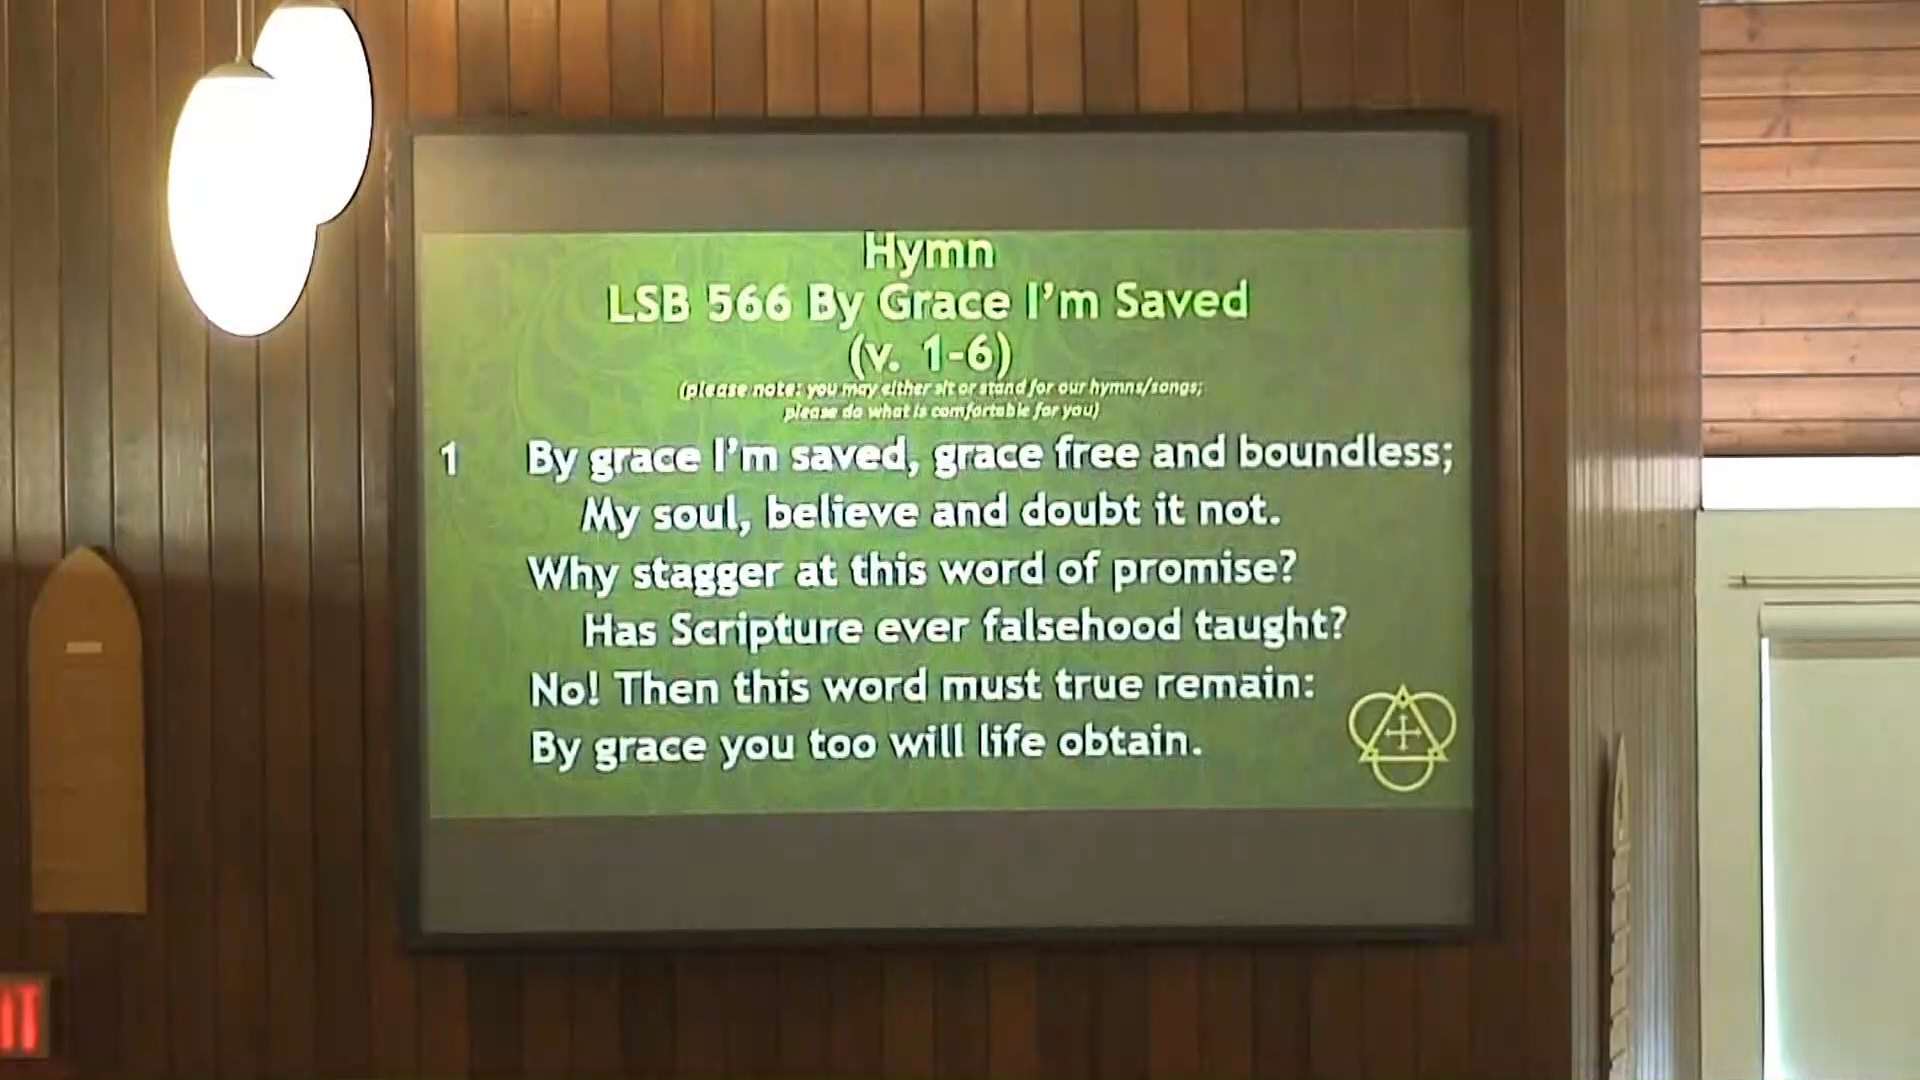 Hymn
LSB 566 By Grace I'm Saved
(v. 1-6)
(please note: you may either sit or stand for our hymns/songs;
please do what is comfortable for you)
1 By grace I'm saved, grace free and boundless;
My soul, believe and doubt it not.
Why stagger at this word of promise?
Has Scripture ever falsehood taught?
No! Then this word must true remain:
By grace you too will life obtain.